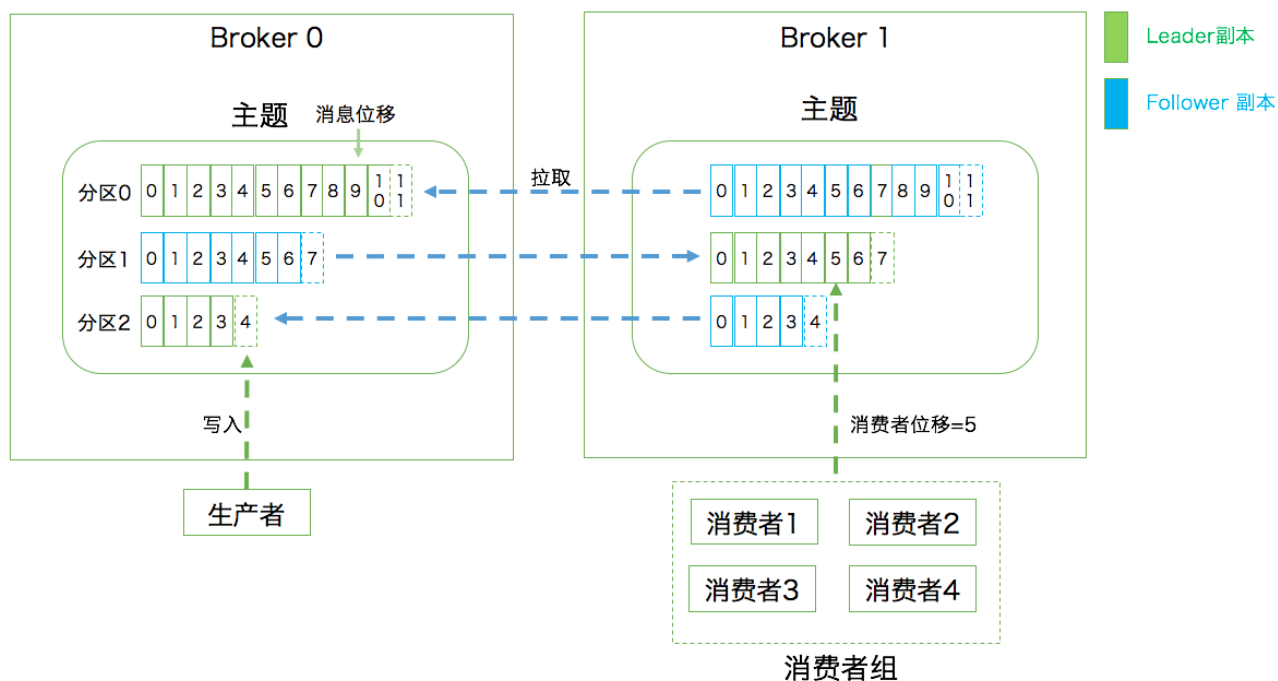 Broker 0
Broker 1
Leader副本
Follower 副本
主题
消息位移
主题
分区0
0 1 2 3 4 5 6 7 8 9 10 11
拉取
0 1 2 3 4 5 6 7 8 9 10 11
分区1
0 1 2 3 4 5 6 7
0 1 2 3 4 5 6 7
分区2
0 1 2 3 4
0 1 2 3 4
写入
消费者位移=5
生产者
消费者1
消费者2
消费者3
消费者4
消费者组